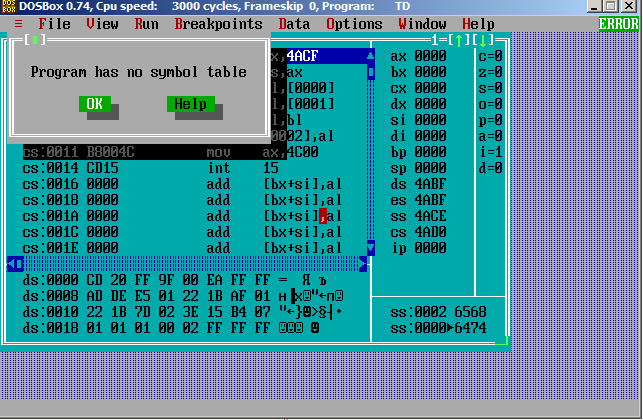 DOSBox 0.74, Cpu speed: 3000 cycles, Frameskip 0, Program: TD
≡ File View Run Breakpoints Data Options Window Help ERROR
[↑] 1=[↑][↓]
Program has no symbol table
OK Help
x,4ACF
s,ax
l,[0000]
l,[0001]
l,bl
0002],al
cs:0011 B8004C mov ax,4C00
cs:0014 CD15 int 15
cs:0016 0000 add [bx+si],al
cs:0018 0000 add [bx+si],al
cs:001A 0000 add [bx+si],al
cs:001C 0000 add [bx+si],al
cs:001E 0000 add [bx+si],al
ax 0000 c=0
bx 0000 z=0
cx 0000 s=0
dx 0000 o=0
si 0000 p=0
di 0000 a=0
bp 0000 i=1
sp 0000 d=0
ds 4ABF
es 4ABF
ss 4ACE
cs 4AD0
ip 0000
ds:0000 CD 20 FF 9F 00 EA FF FF = Я ъ
ds:0008 AD DE E5 01 22 1B AF 01 н▐х☺"←п☺
ds:0010 22 1B 7D 02 3E 15 B4 07 "←}☻>§┤•
ds:0018 01 01 01 00 02 FF FF FF ☺☺☺ ☻
ss:0002 6568
ss:0000►6474